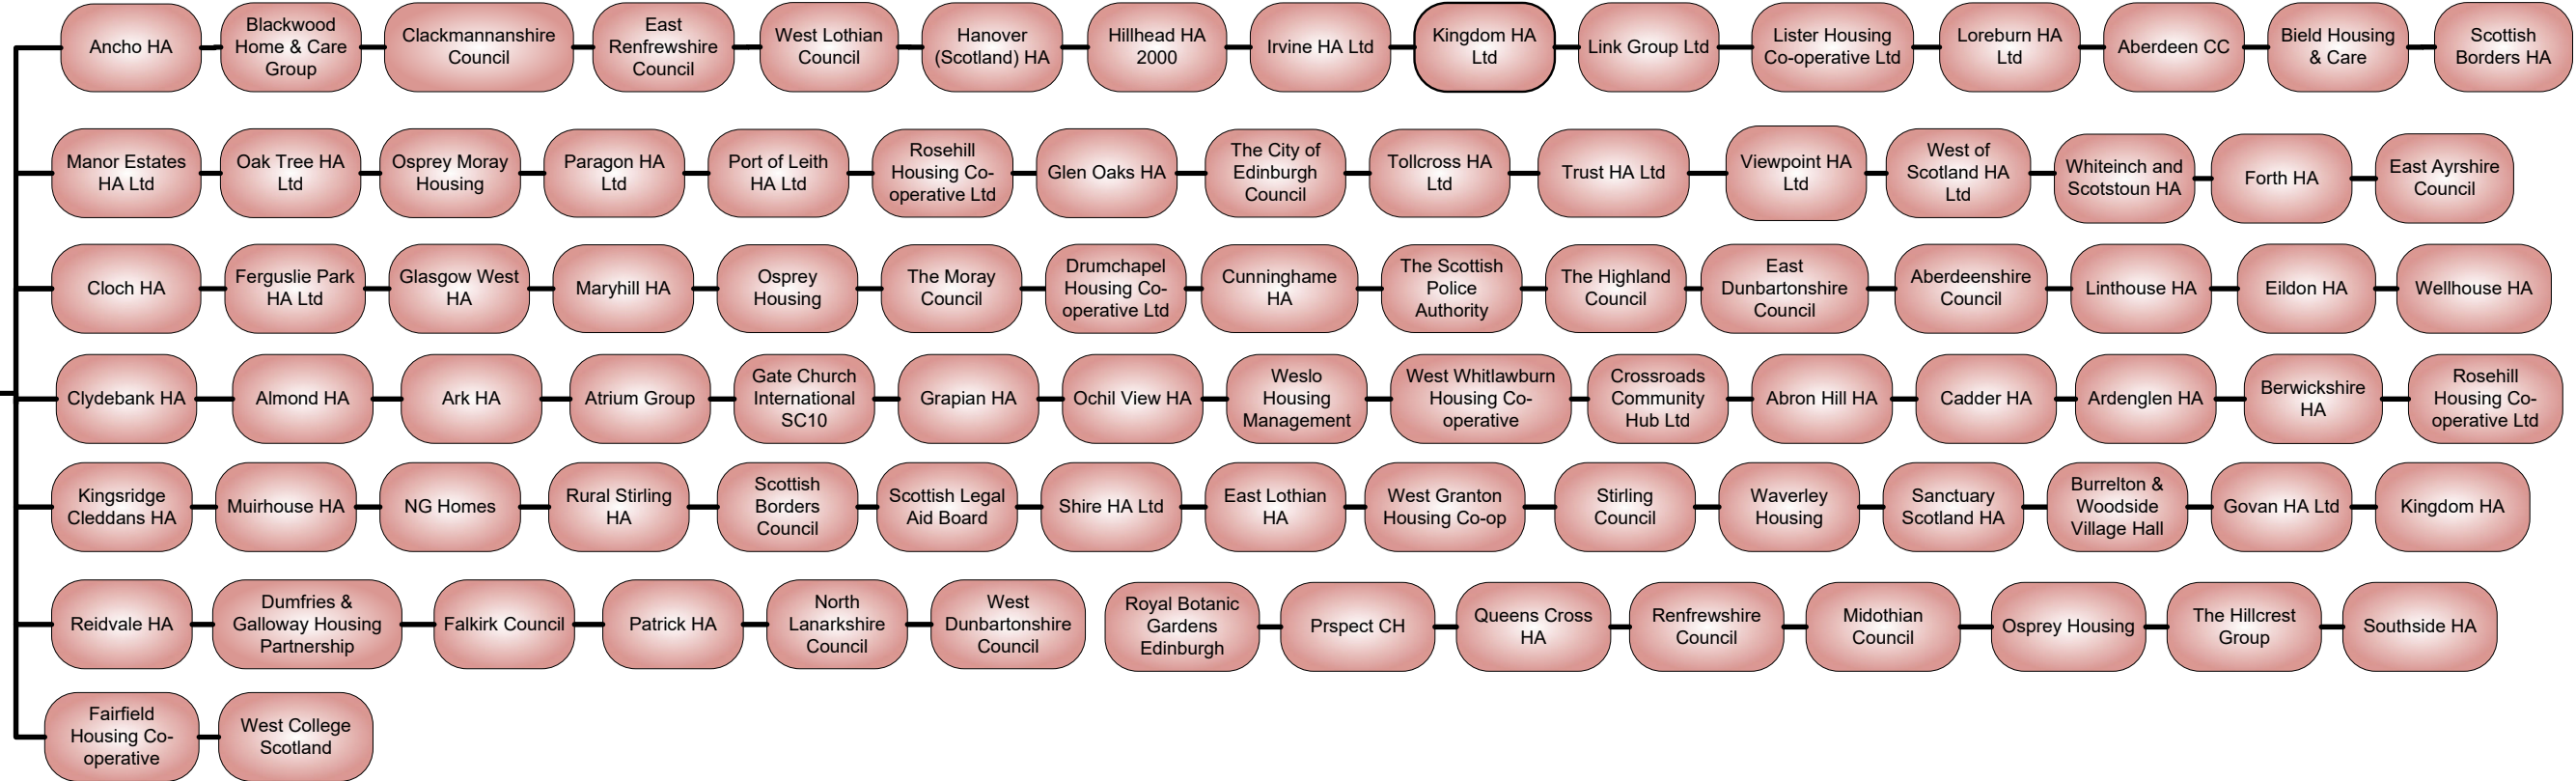 Ancho HA
Blackwood
Home & Care
Group
Clackmannanshire
Council
East
Renfrewshire
Council
West Lothian
Council
Hanover
(Scotland) HA
Hillhead HA
2000
Irvine HA Ltd
Kingdom HA
Ltd
Link Group Ltd
Lister Housing
Co-operative Ltd
Loreburn HA
Ltd
Aberdeen CC
Bield Housing
& Care
Scottish
Borders HA
Manor Estates
HA Ltd
Oak Tree HA
Ltd
Osprey Moray
Housing
Paragon HA
Ltd
Port of Leith
HA Ltd
Rosehill
Housing Co-
operative Ltd
Glen Oaks HA
The City of
Edinburgh
Council
Tollcross HA
Ltd
Trust HA Ltd
Viewpoint HA
Ltd
West of
Scotland HA
Ltd
Whiteinch and
Scotstoun HA
Forth HA
East Ayrshire
Council
Cloch HA
Ferguslie Park
HA Ltd
Glasgow West
HA
Maryhill HA
Osprey
Housing
The Moray
Council
Drumchapel
Housing Co-
operative Ltd
Cunninghame
HA
The Scottish
Police
Authority
The Highland
Council
East
Dunbartonshire
Council
Aberdeenshire
Council
Linthouse HA
Eildon HA
Wellhouse HA
Clydebank HA
Almond HA
Ark HA
Atrium Group
Gate Church
International
SC10
Grapian HA
Ochil View HA
Weslo
Housing
Management
West Whitlawburn
Housing Co-
operative
Crossroads
Community
Hub Ltd
Abron Hill HA
Cadder HA
Ardenglen HA
Berwickshire
HA
Rosehill
Housing Co-
operative Ltd
Kingsridge
Cleddans HA
Muirhouse HA
NG Homes
Rural Stirling
HA
Scottish
Borders
Council
Scottish Legal
Aid Board
Shire HA Ltd
East Lothian
HA
West Granton
Housing Co-op
Stirling
Council
Waverley
Housing
Sanctuary
Scotland HA
Burrelton &
Woodside
Village Hall
Govan HA Ltd
Kingdom HA
Reidvale HA
Dumfries &
Galloway Housing
Partnership
Falkirk Council
Patrick HA
North
Lanarkshire
Council
West
Dunbartonshire
Council
Royal Botanic
Gardens
Edinburgh
Prspect CH
Queens Cross
HA
Renfrewshire
Council
Midothian
Council
Osprey Housing
The Hillcrest
Group
Southside HA
Fairfield
Housing Co-
operative
West College
Scotland